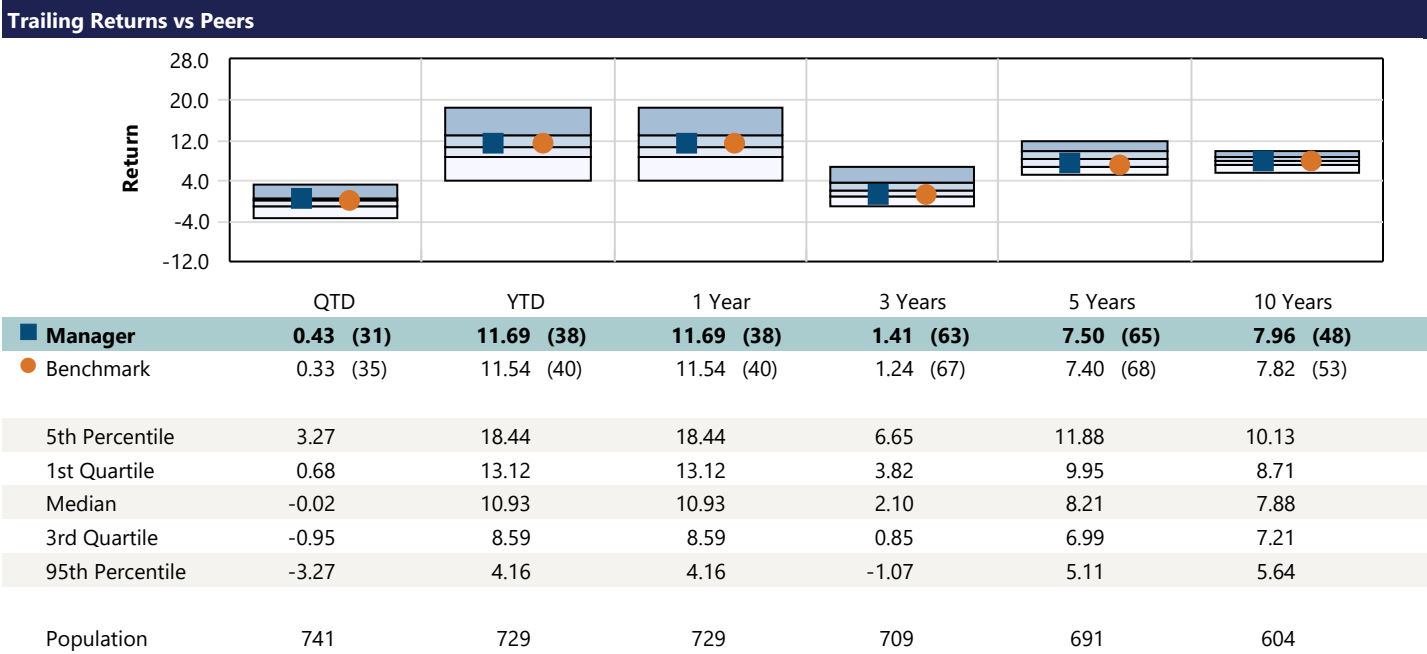 Trailing Returns vs Peers
28.0
20.0
12.0
4.0
-4.0
-12.0
Return
QTD YTD 1 Year 3 Years 5 Years 10 Years
Manager 0.43 (31) 11.69 (38) 11.69 (38) 1.41 (63) 7.50 (65) 7.96 (48)
Benchmark 0.33 (35) 11.54 (40) 11.54 (40) 1.24 (67) 7.40 (68) 7.82 (53)
5th Percentile 3.27 18.44 18.44 6.65 11.88 10.13
1st Quartile 0.68 13.12 13.12 3.82 9.95 8.71
Median -0.02 10.93 10.93 2.10 8.21 7.88
3rd Quartile -0.95 8.59 8.59 0.85 6.99 7.21
95th Percentile -3.27 4.16 4.16 -1.07 5.11 5.64
Population 741 729 729 709 691 604